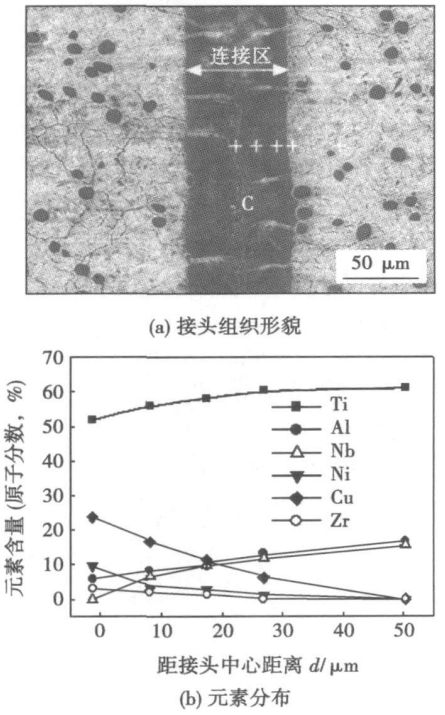 连接区
C
50 μm
(a) 接头组织形貌
元素含量 (原子分数，%)
70
60
50
40
30
20
10
0
Ti
Al
Nb
Ni
Cu
Zr
0 10 20 30 40 50
距接头中心距离 d/μm
(b) 元素分布